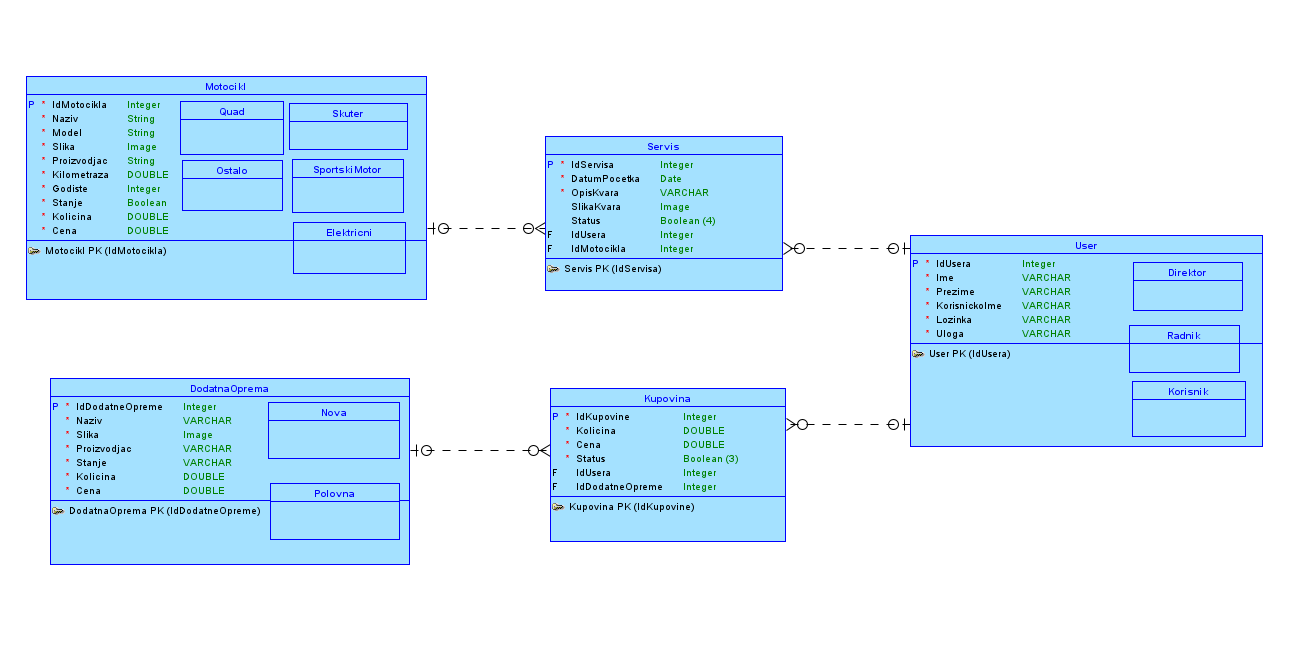 Motocikl
P * IdMotocikla Integer
* Naziv String
* Model String
* Slika Image
* Proizvodjac String
* Kilometraza DOUBLE
* Godiste Integer
* Stanje Boolean
* Kolicina DOUBLE
* Cena DOUBLE
Motocikl PK (IdMotocikla)
Quad
Skuter
Ostalo
Sportski Motor
Elektricni
Servis
P * IdServisa Integer
* DatumPocetka Date
* OpisKvara VARCHAR
SlikaKvara Image
Status Boolean (4)
F IdUsera Integer
F IdMotocikla Integer
Servis PK (IdServisa)
User
P * IdUsera Integer
* Ime VARCHAR
* Prezime VARCHAR
* KorisnickoIme VARCHAR
* Lozinka VARCHAR
* Uloga VARCHAR
User PK (IdUsera)
Direktor
Radnik
Korisnik
DodatnaOprema
P * IdDodatneOpreme Integer
* Naziv VARCHAR
* Slika Image
* Proizvodjac VARCHAR
* Stanje VARCHAR
* Kolicina DOUBLE
* Cena DOUBLE
DodatnaOprema PK (IdDodatneOpreme)
Nova
Polovna
Kupovina
P * IdKupovine Integer
* Kolicina DOUBLE
* Cena DOUBLE
* Status Boolean (3)
F IdUsera Integer
F IdDodatneOpreme Integer
Kupovina PK (IdKupovine)